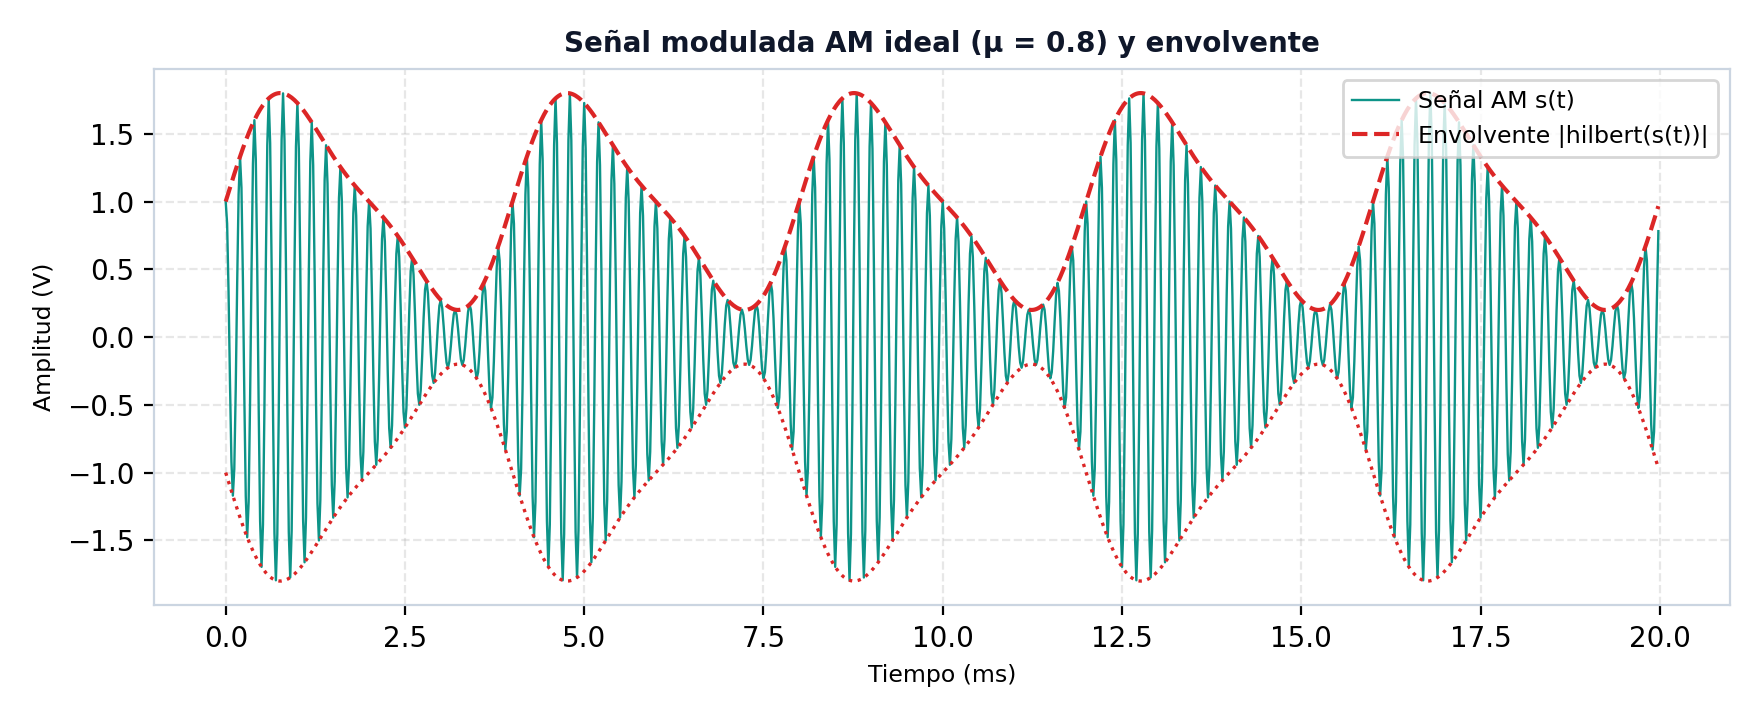 Señal modulada AM ideal (μ = 0.8) y envolvente
Señal AM s(t)
Envolvente |hilbert(s(t))|
Amplitud (V)
1.5
1.0
0.5
0.0
−0.5
−1.0
−1.5
0.0 2.5 5.0 7.5 10.0 12.5 15.0 17.5 20.0
Tiempo (ms)